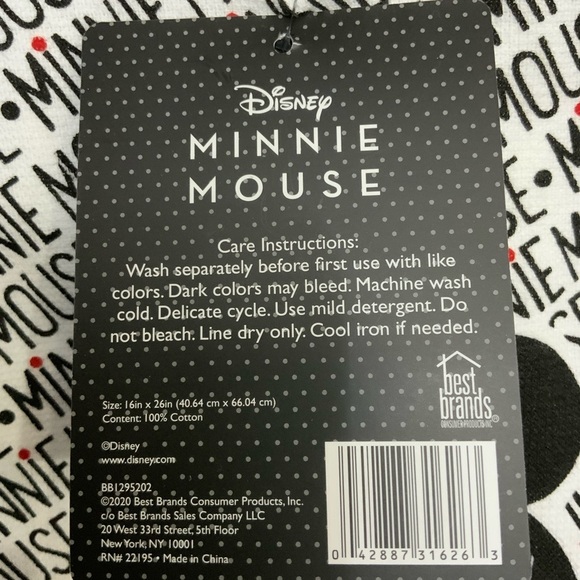 Disney
MINNIE
MOUSE
Care Instructions:
Wash separately before first use with like
colors. Dark colors may bleed. Machine wash
cold. Delicate cycle. Use mild detergent. Do
not bleach. Line dry only. Cool iron if needed.
best
brands
CONSUMER PRODUCTS, INC.
Size: 16in x 26in (40.64 cm x 66.04 cm)
Content: 100% Cotton
©Disney
www.disney.com
BB1295202
©2020 Best Brands Consumer Products, Inc.
c/o Best Brands Sales Company LLC
20 West 33rd Street, 5th Floor
New York, NY 10001
RN# 22195 • Made in China
0 42887 31626 3